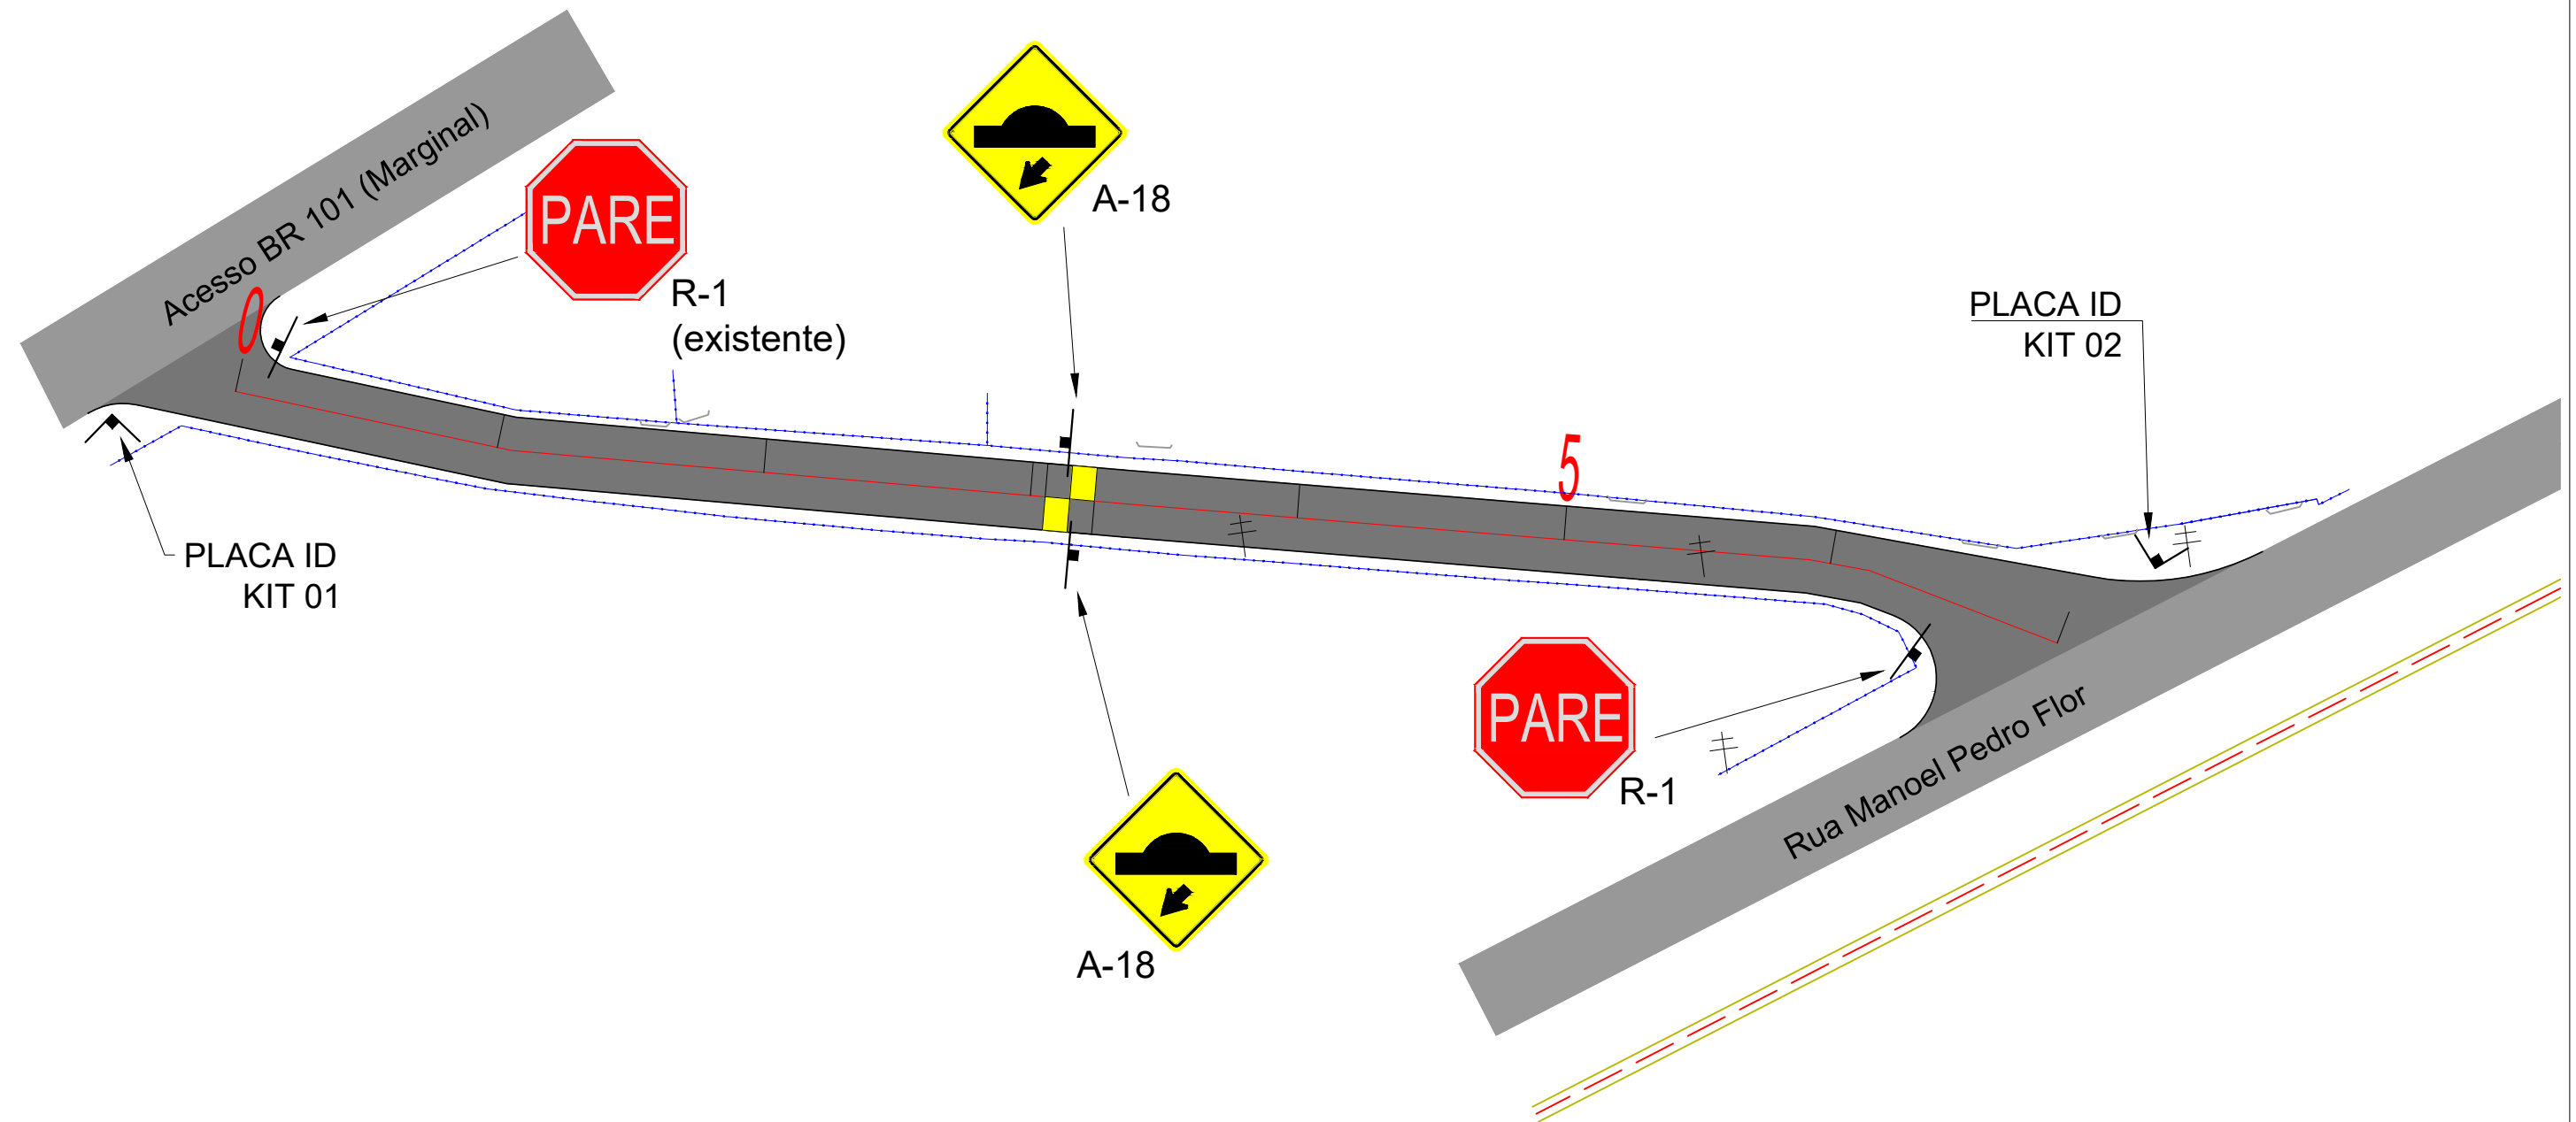 Acesso BR 101 (Marginal)
0
PARE
R-1
(existente)
A-18
PLACA ID
KIT 02
5
PLACA ID
KIT 01
PARE
R-1
A-18
Rua Manoel Pedro Flor